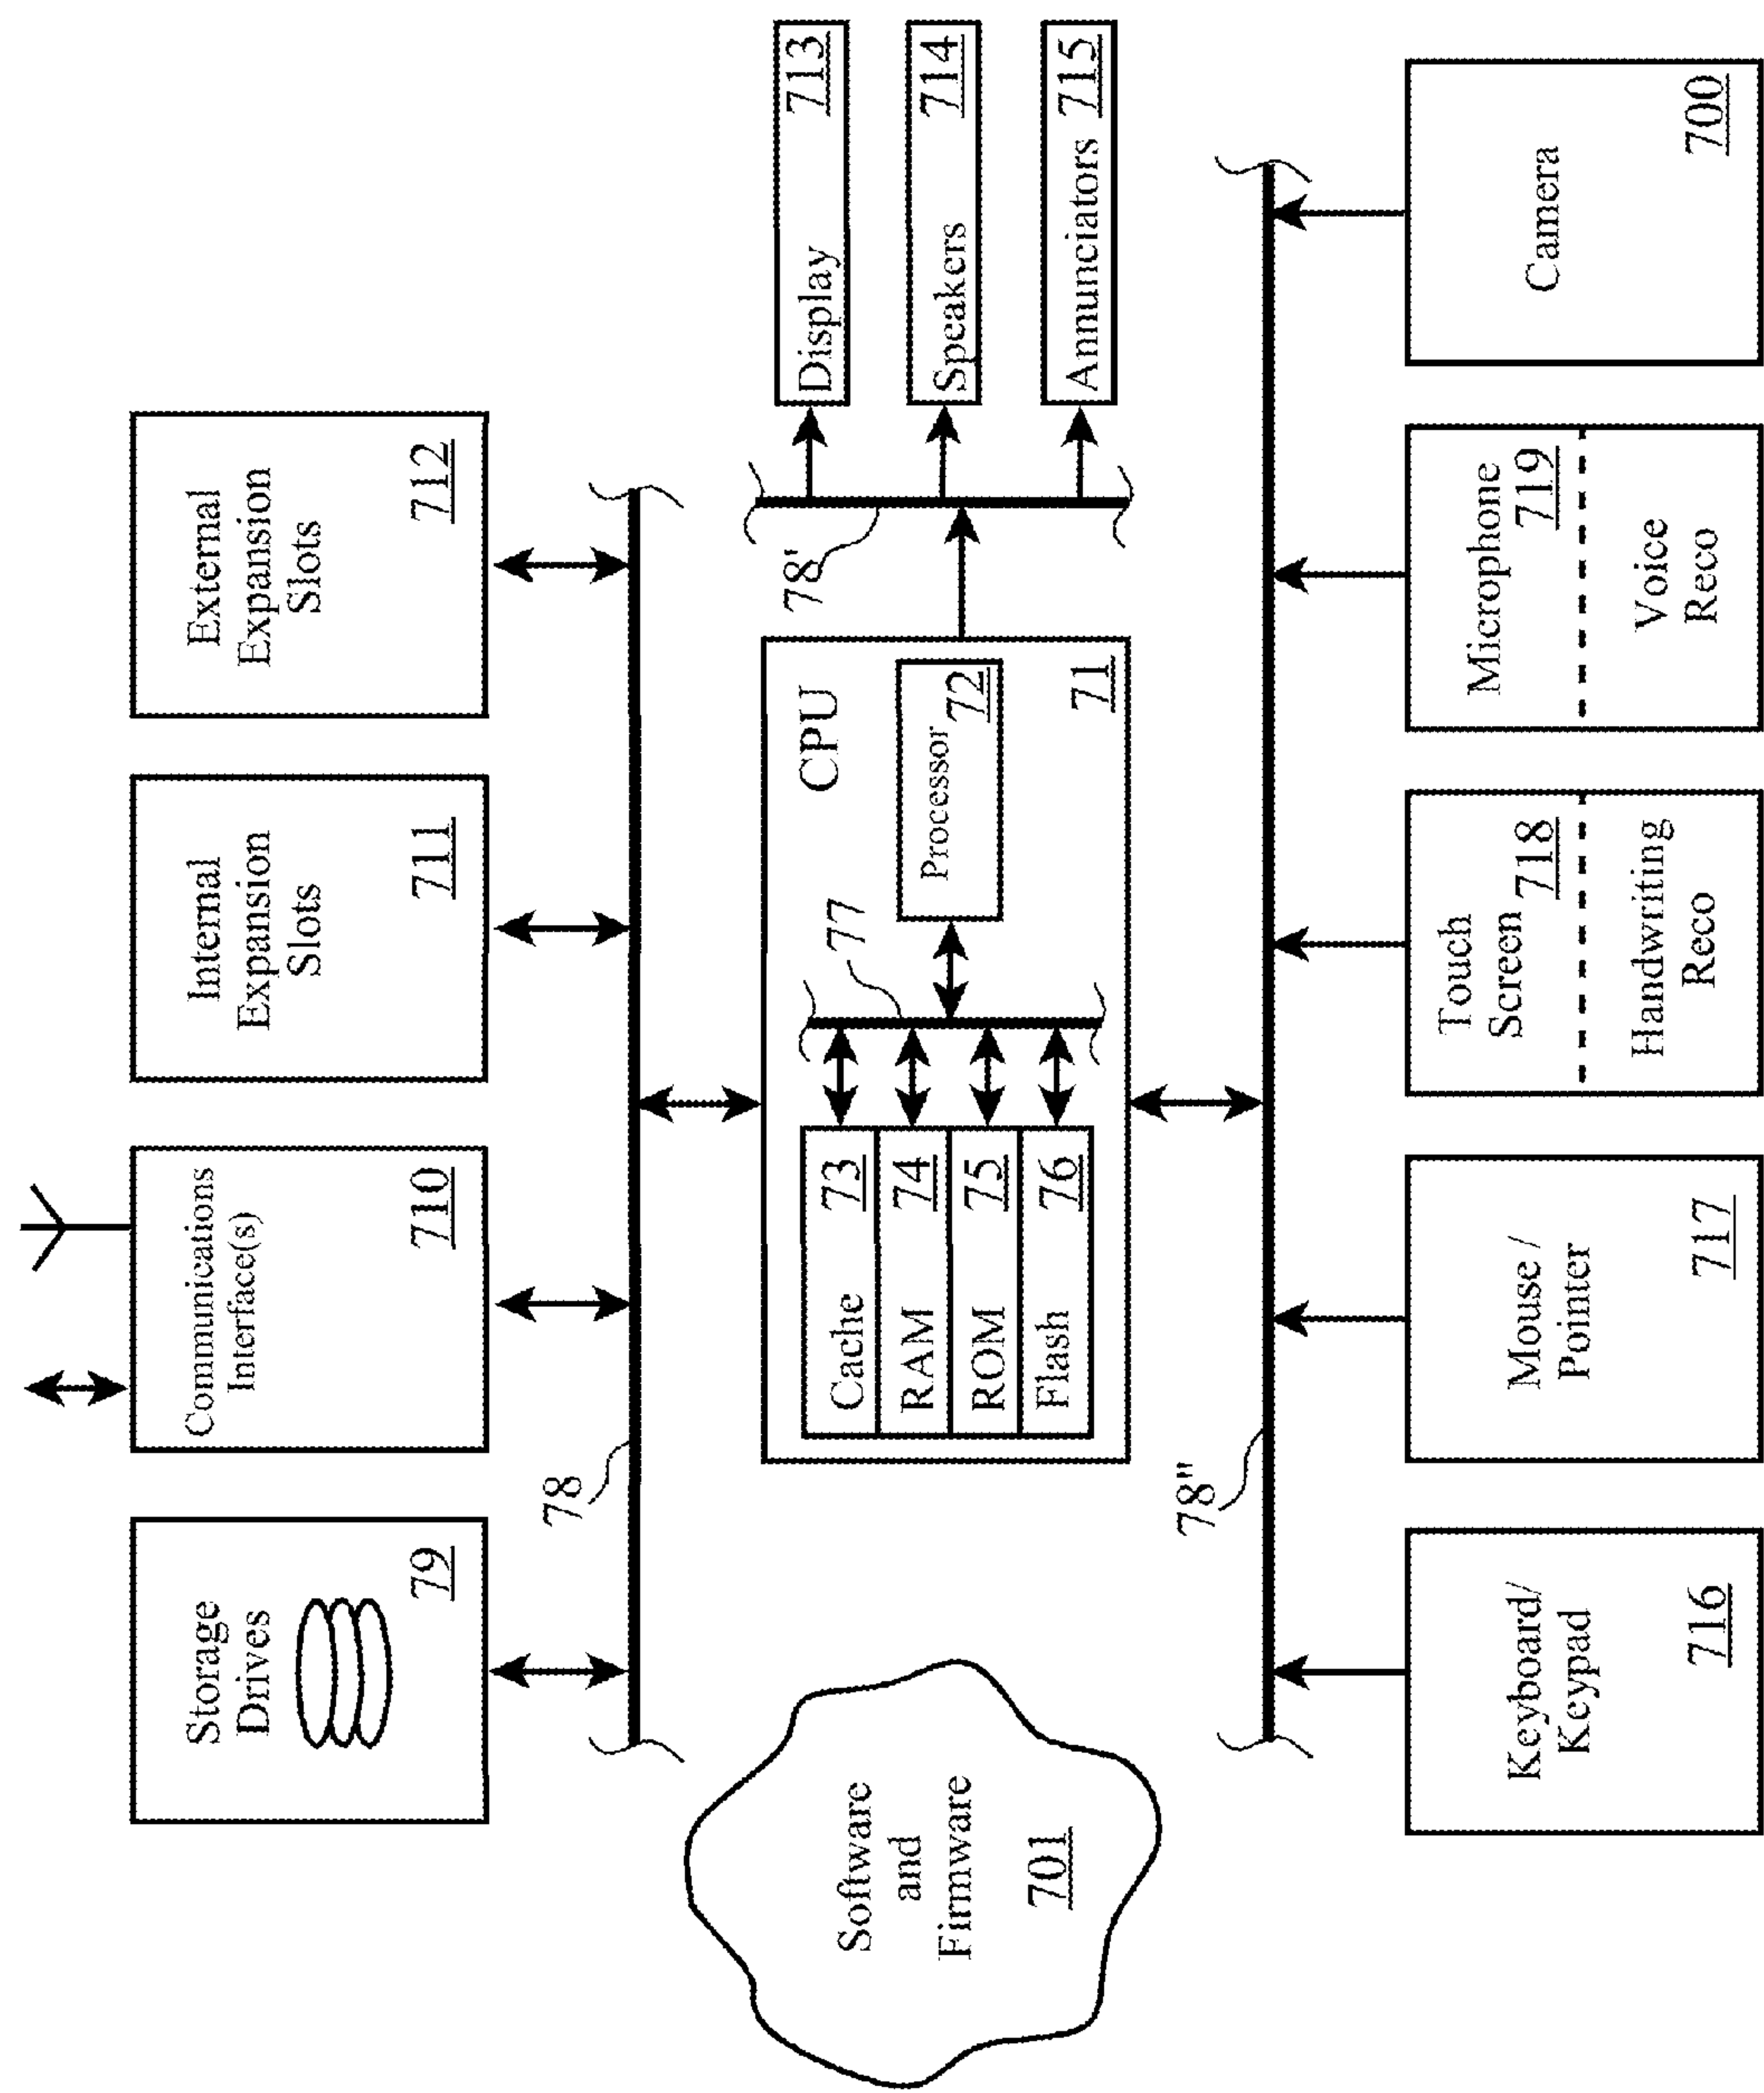 Storage
Drives
79
Communications
Interface(s)
710
Internal
Expansion
Slots
711
External
Expansion
Slots
712
78
Software
and
Firmware
701
CPU
Cache 73
RAM 74
ROM 75
Flash 76
77
Processor
72
71
78'
Display 713
Speakers 714
Annunciators 715
78"
Keyboard/
Keypad
716
Mouse /
Pointer
717
Touch
Screen
718
Handwriting
Reco
Microphone
719
Voice
Reco
Camera
700